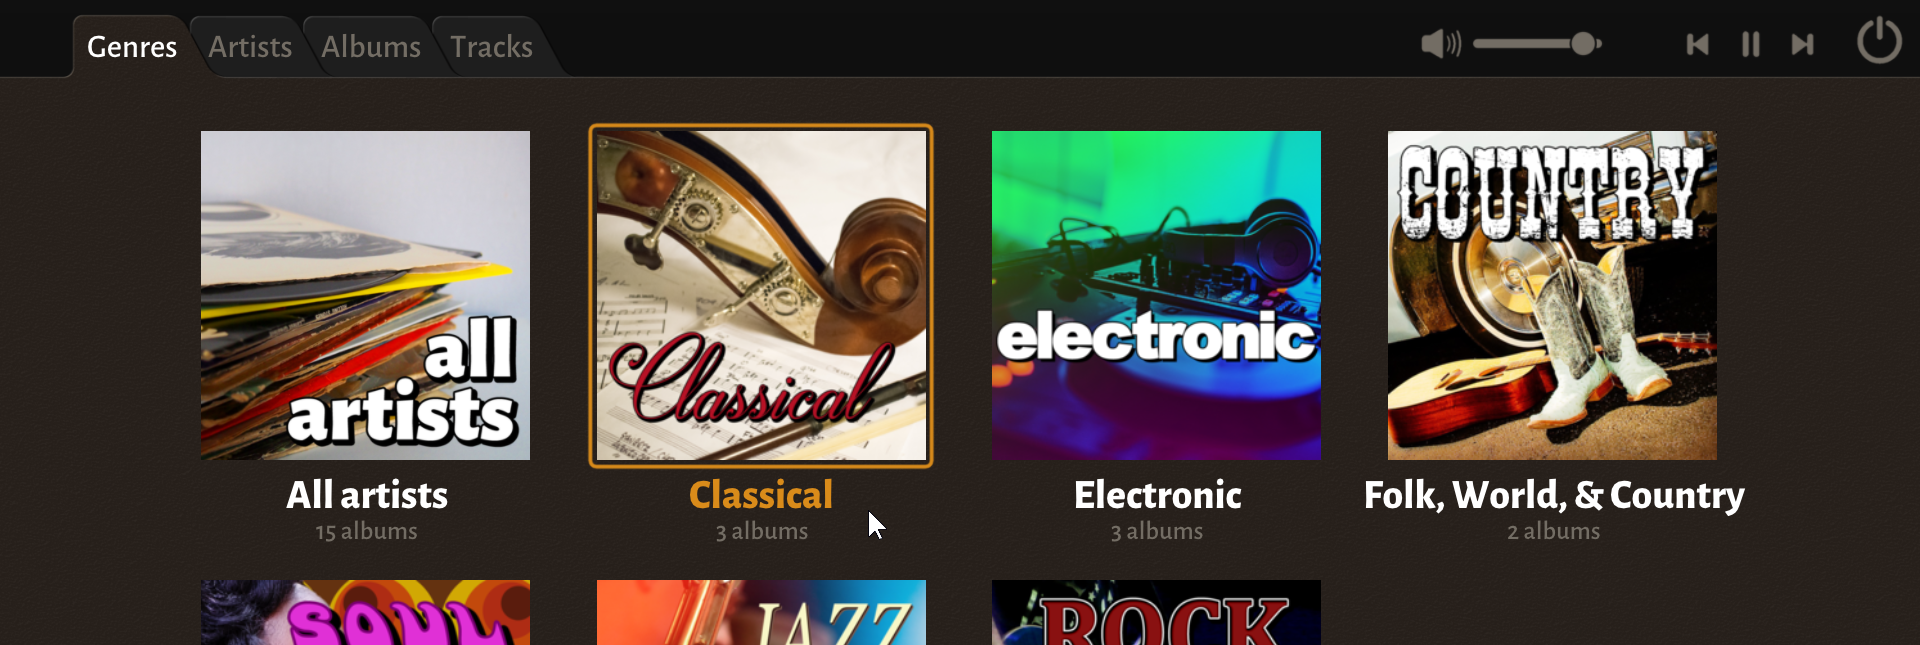 Genres Artists Albums Tracks
all
artists
Classical
electronic
COUNTRY
All artists Classical Electronic Folk, World, & Country
15 albums 3 albums 3 albums 2 albums
SOUL JAZZ ROCK